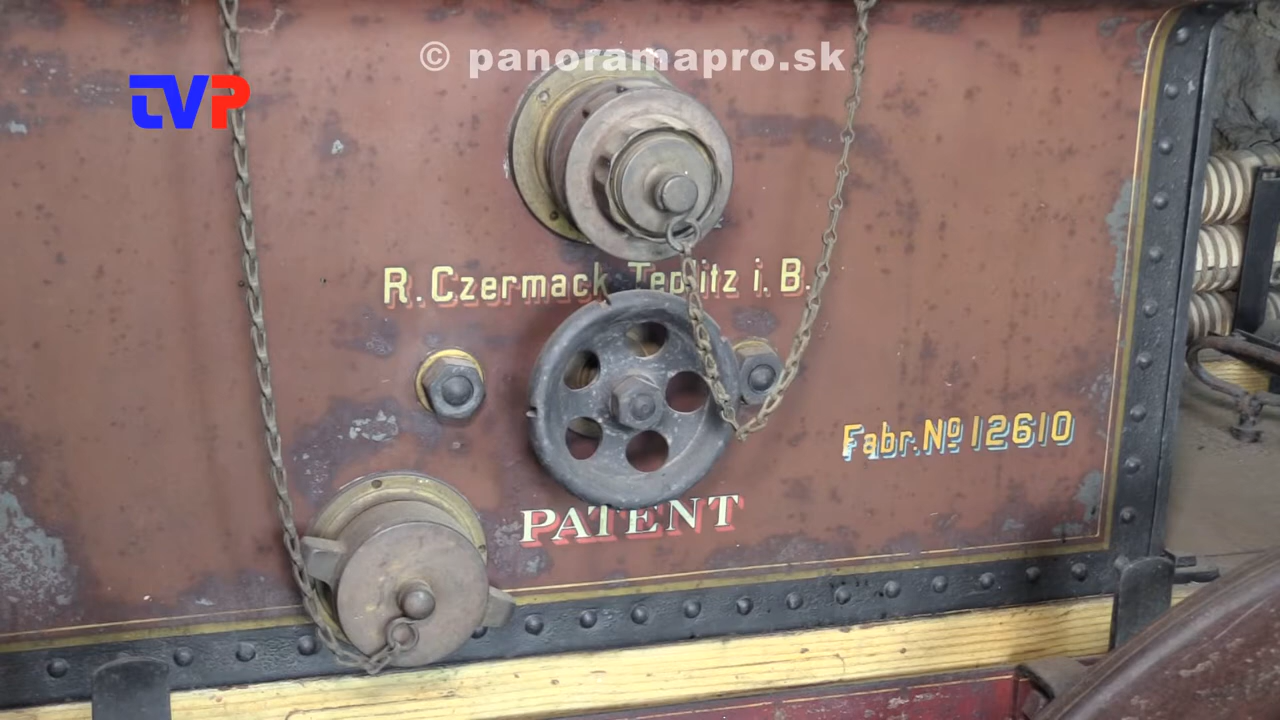 © panoramapro.sk
TVP
R. Czermack Teplitz i. B.
Fabr. No 12610
PATENT